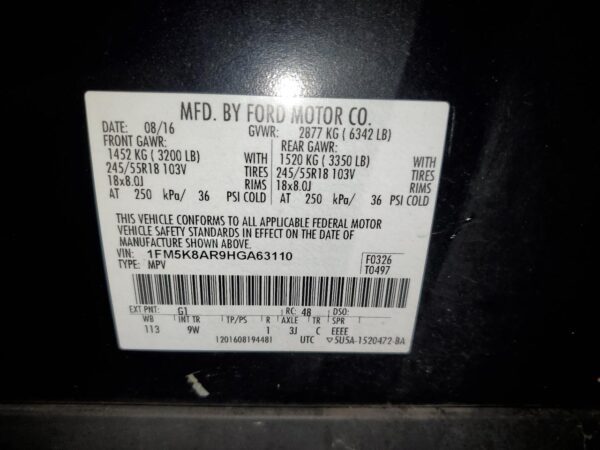 MFD. BY FORD MOTOR CO.
DATE: 08/16 GVWR: 2877 KG ( 6342 LB)
FRONT GAWR: REAR GAWR:
1452 KG ( 3200 LB) WITH 1520 KG ( 3350 LB) WITH
245/55R18 103V TIRES 245/55R18 103V TIRES
18x8.0J RIMS 18x8.0J RIMS
AT 250 kPa/ 36 PSI COLD AT 250 kPa/ 36 PSI COLD
THIS VEHICLE CONFORMS TO ALL APPLICABLE FEDERAL MOTOR
VEHICLE SAFETY STANDARDS IN EFFECT ON THE DATE OF
MANUFACTURE SHOWN ABOVE.
VIN: 1FM5K8AR9HGA63110 F0326
TYPE: MPV T0497
EXT PNT: G1 RC: 48 DSO:
WB INT TR TP/PS R AXLE TR SPR
113 9W 1 3J C EEEE
1201608194481 UTC ▽5U5A-1520472-BA